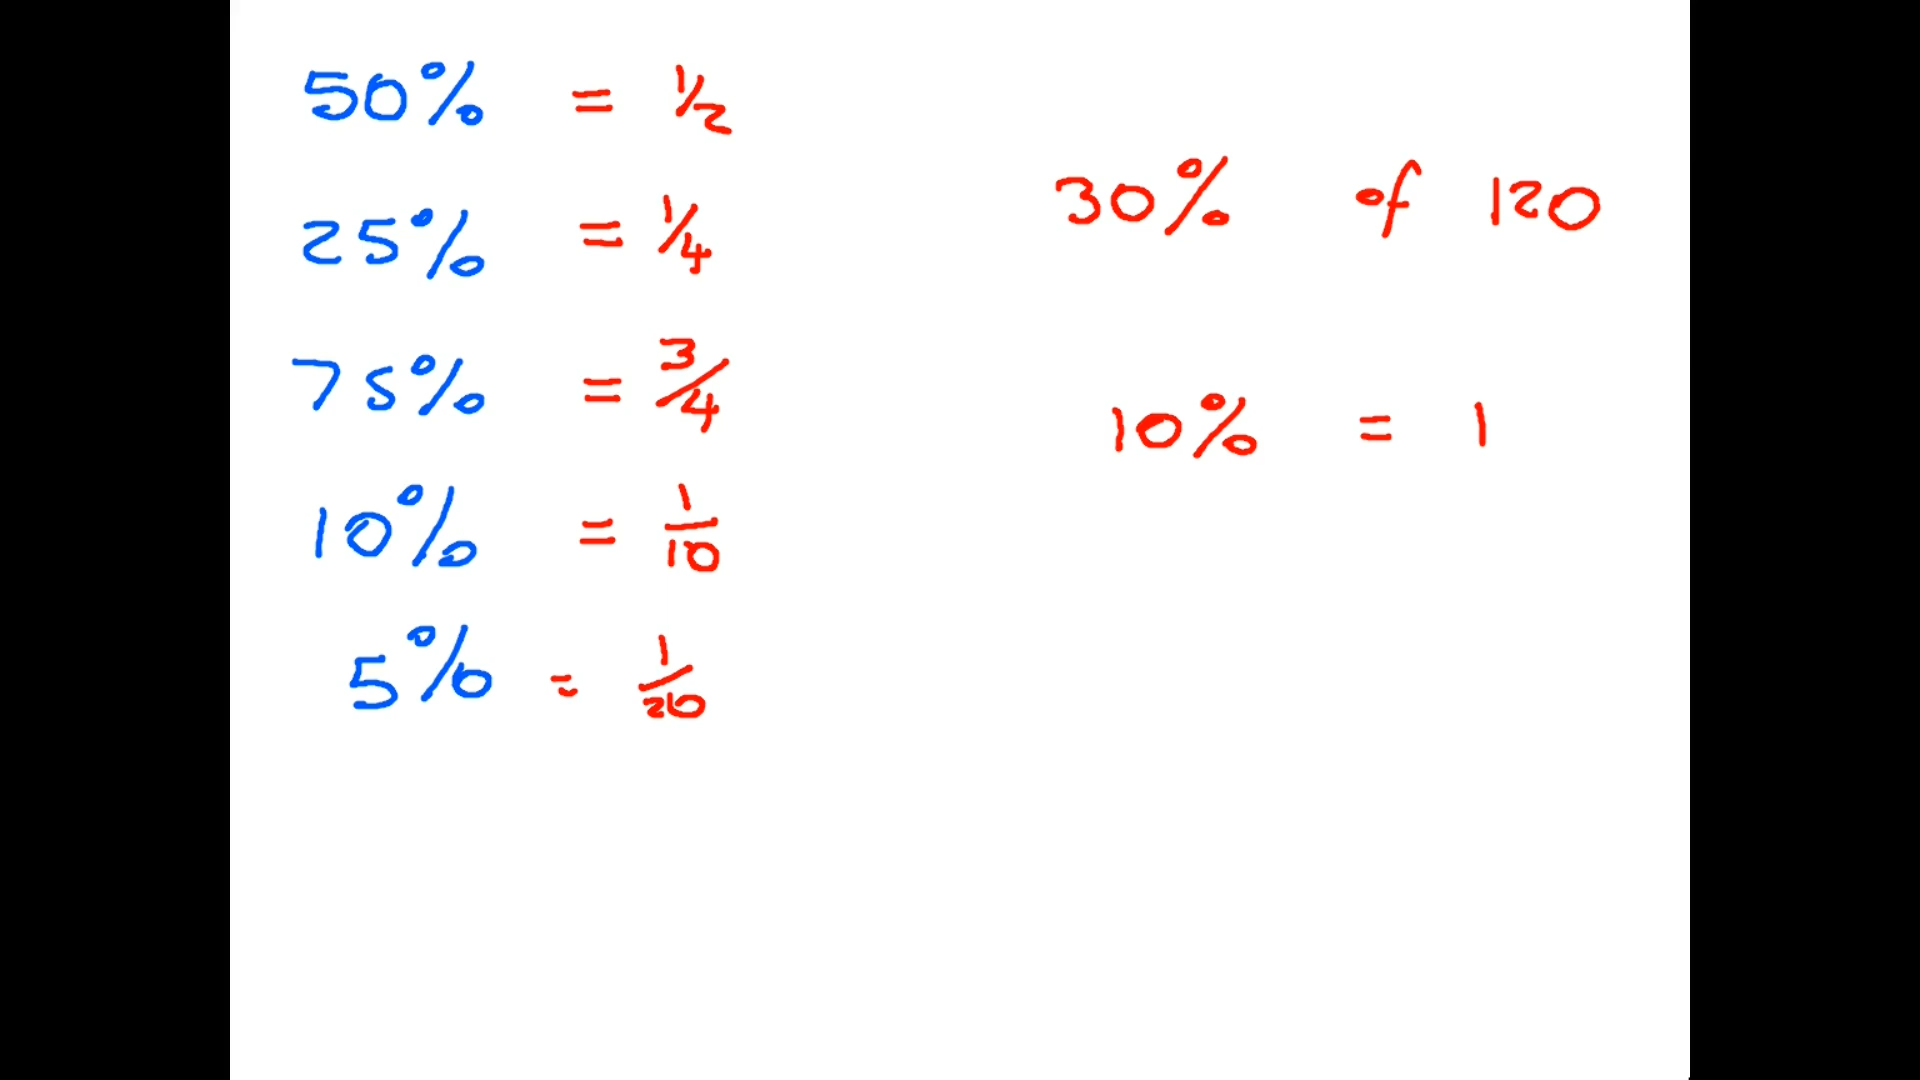 50% = 1/2
25% = 1/4
75% = 3/4
10% = 1/10
5% = 1/20
30% of 120
10% = 1